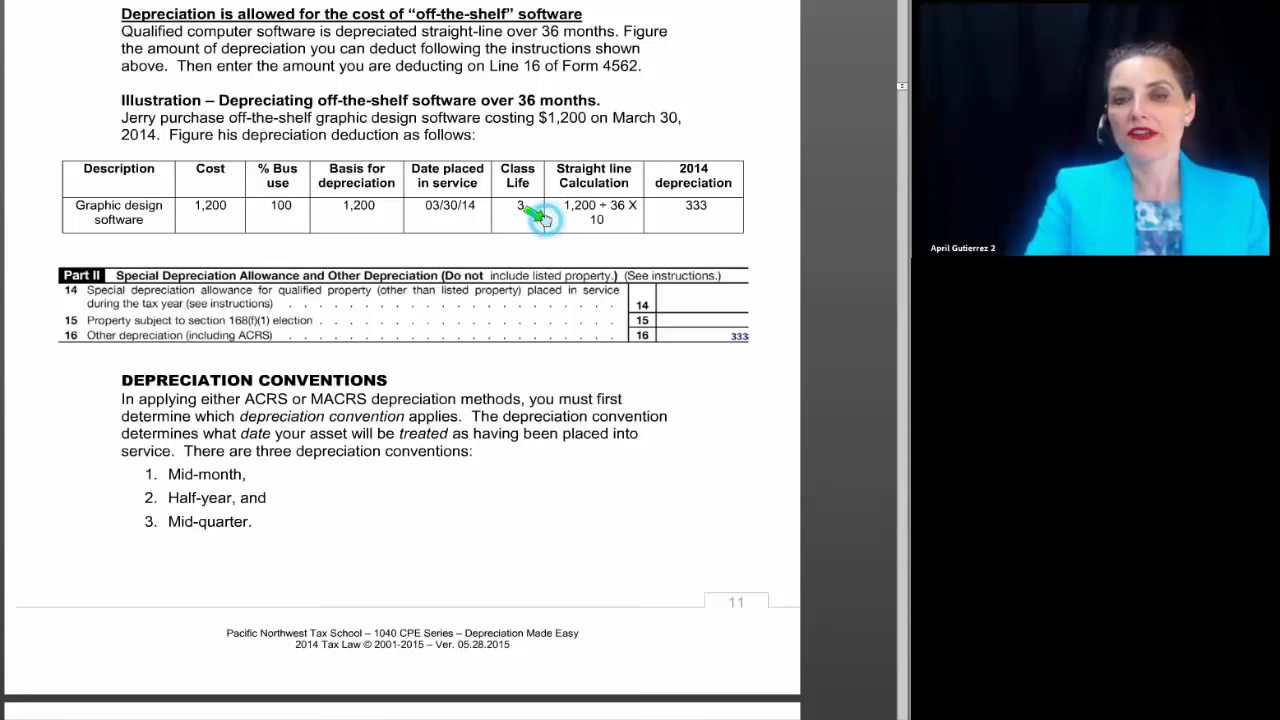 Depreciation is allowed for the cost of “off-the-shelf” software
Qualified computer software is depreciated straight-line over 36 months. Figure
the amount of depreciation you can deduct following the instructions shown
above. Then enter the amount you are deducting on Line 16 of Form 4562.
Illustration – Depreciating off-the-shelf software over 36 months.
Jerry purchase off-the-shelf graphic design software costing $1,200 on March 30,
2014. Figure his depreciation deduction as follows:
Description Cost % Bus use Basis for depreciation Date placed in service Class Life Straight line Calculation 2014 depreciation
Graphic design software 1,200 100 1,200 03/30/14 3 1,200 ÷ 36 X 10 333
Part II Special Depreciation Allowance and Other Depreciation (Do not include listed property.) (See instructions.)
14 Special depreciation allowance for qualified property (other than listed property) placed in service
during the tax year (see instructions) . . . . . . . . . . . . . . . . . . . . . 14
15 Property subject to section 168(f)(1) election . . . . . . . . . . . . . . . . . . . 15
16 Other depreciation (including ACRS) . . . . . . . . . . . . . . . . . . . . . 16 333
DEPRECIATION CONVENTIONS
In applying either ACRS or MACRS depreciation methods, you must first
determine which depreciation convention applies. The depreciation convention
determines what date your asset will be treated as having been placed into
service. There are three depreciation conventions:
1. Mid-month,
2. Half-year, and
3. Mid-quarter.
11
Pacific Northwest Tax School – 1040 CPE Series – Depreciation Made Easy
2014 Tax Law © 2001-2015 – Ver. 05.28.2015
April Gutierrez 2